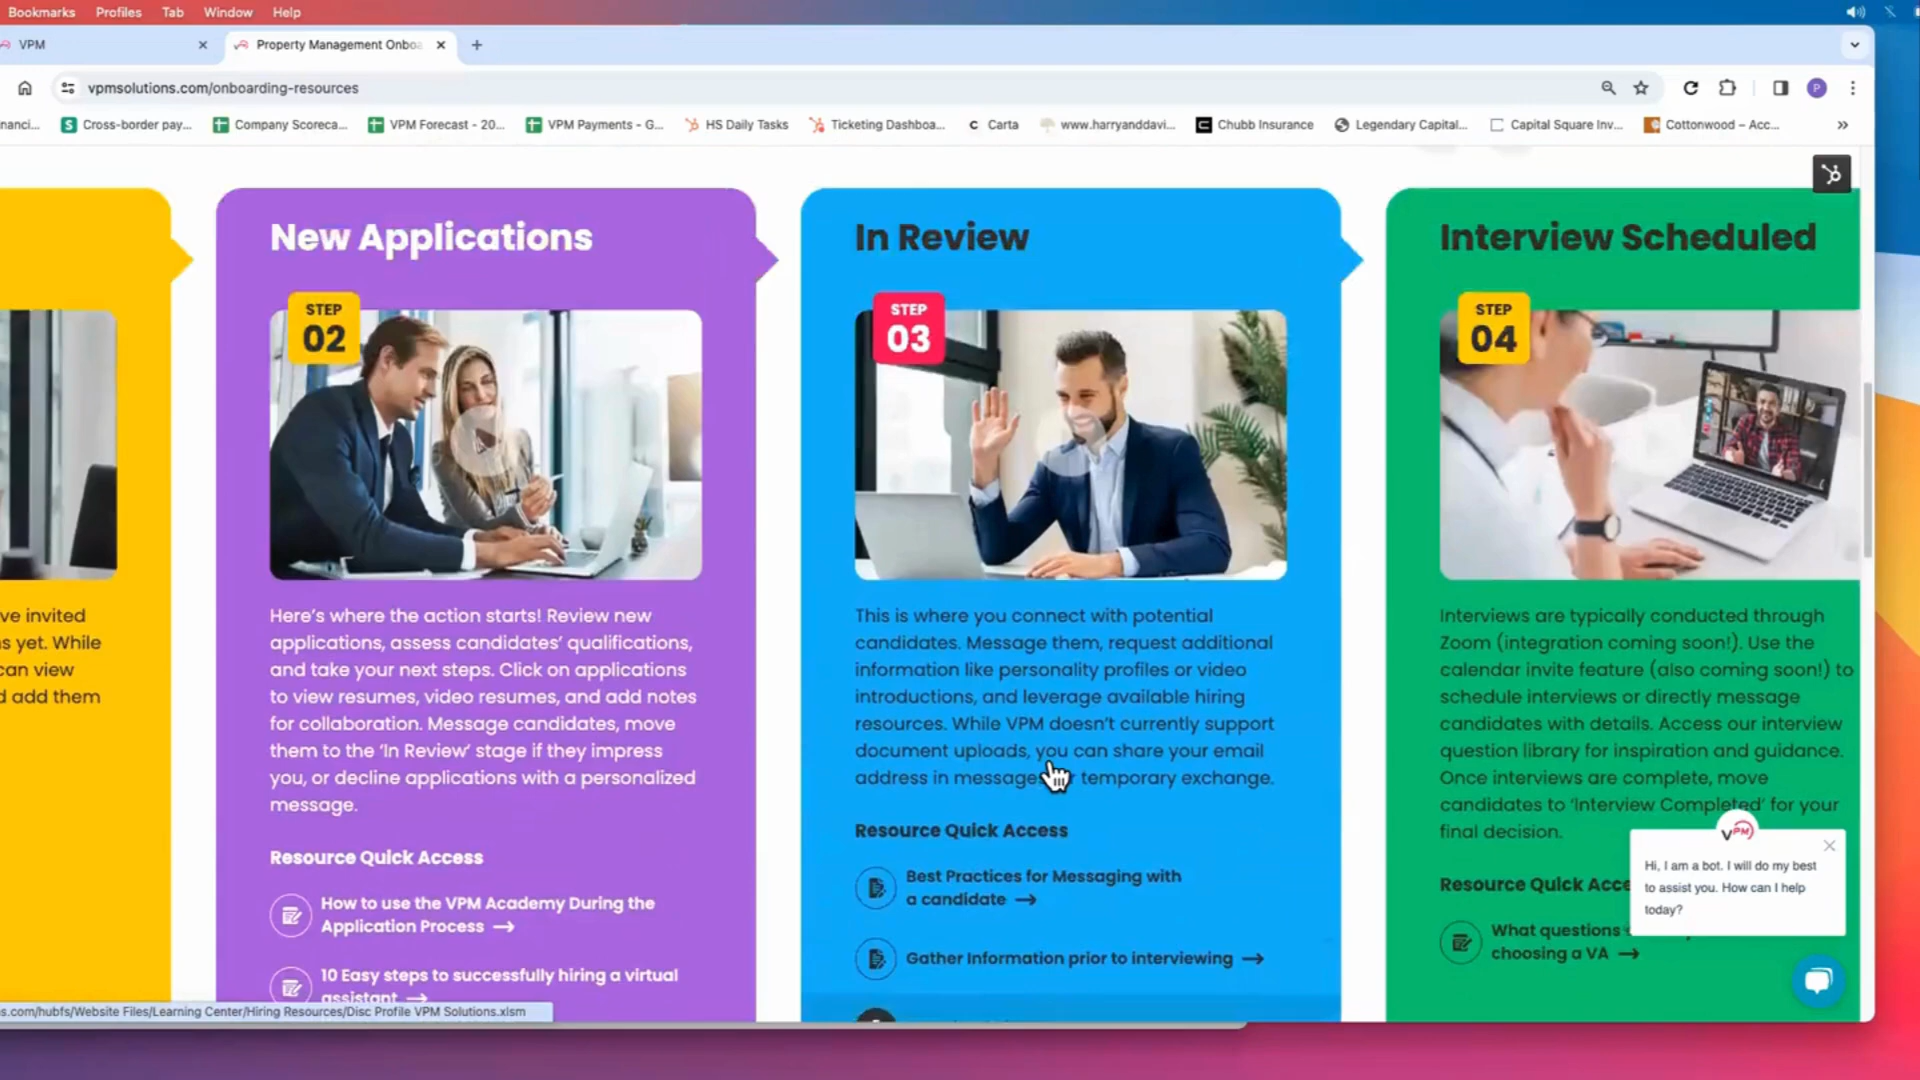 Bookmarks Profiles Tab Window Help
VPM
Property Management Onboa
vpmsolutions.com/onboarding-resources
P
nanci...
Cross-border pay...
Company Scoreca...
VPM Forecast - 20...
VPM Payments - G...
HS Daily Tasks
Ticketing Dashboa...
Carta
www.harryanddavi...
Chubb Insurance
Legendary Capital...
Capital Square Inv...
Cottonwood – Acc...
ve invited
s yet. While
can view
d add them
New Applications
STEP
02
Here's where the action starts! Review new
applications, assess candidates' qualifications,
and take your next steps. Click on applications
to view resumes, video resumes, and add notes
for collaboration. Message candidates, move
them to the 'In Review' stage if they impress
you, or decline applications with a personalized
message.
Resource Quick Access
How to use the VPM Academy During the
Application Process →
10 Easy steps to successfully hiring a virtual
assistant →
In Review
STEP
03
This is where you connect with potential
candidates. Message them, request additional
information like personality profiles or video
introductions, and leverage available hiring
resources. While VPM doesn't currently support
document uploads, you can share your email
address in message temporary exchange.
Resource Quick Access
Best Practices for Messaging with
a candidate →
Gather Information prior to interviewing →
Interview Scheduled
STEP
04
Interviews are typically conducted through
Zoom (integration coming soon!). Use the
calendar invite feature (also coming soon!) to
schedule interviews or directly message
candidates with details. Access our interview
question library for inspiration and guidance.
Once interviews are complete, move
candidates to 'Interview Completed' for your
final decision.
Resource Quick Acce
What questions
choosing a VA →
VPM
Hi, I am a bot. I will do my best
to assist you. How can I help
today?
s.com/hubfs/Website Files/Learning Center/Hiring Resources/Disc Profile VPM Solutions.xlsm